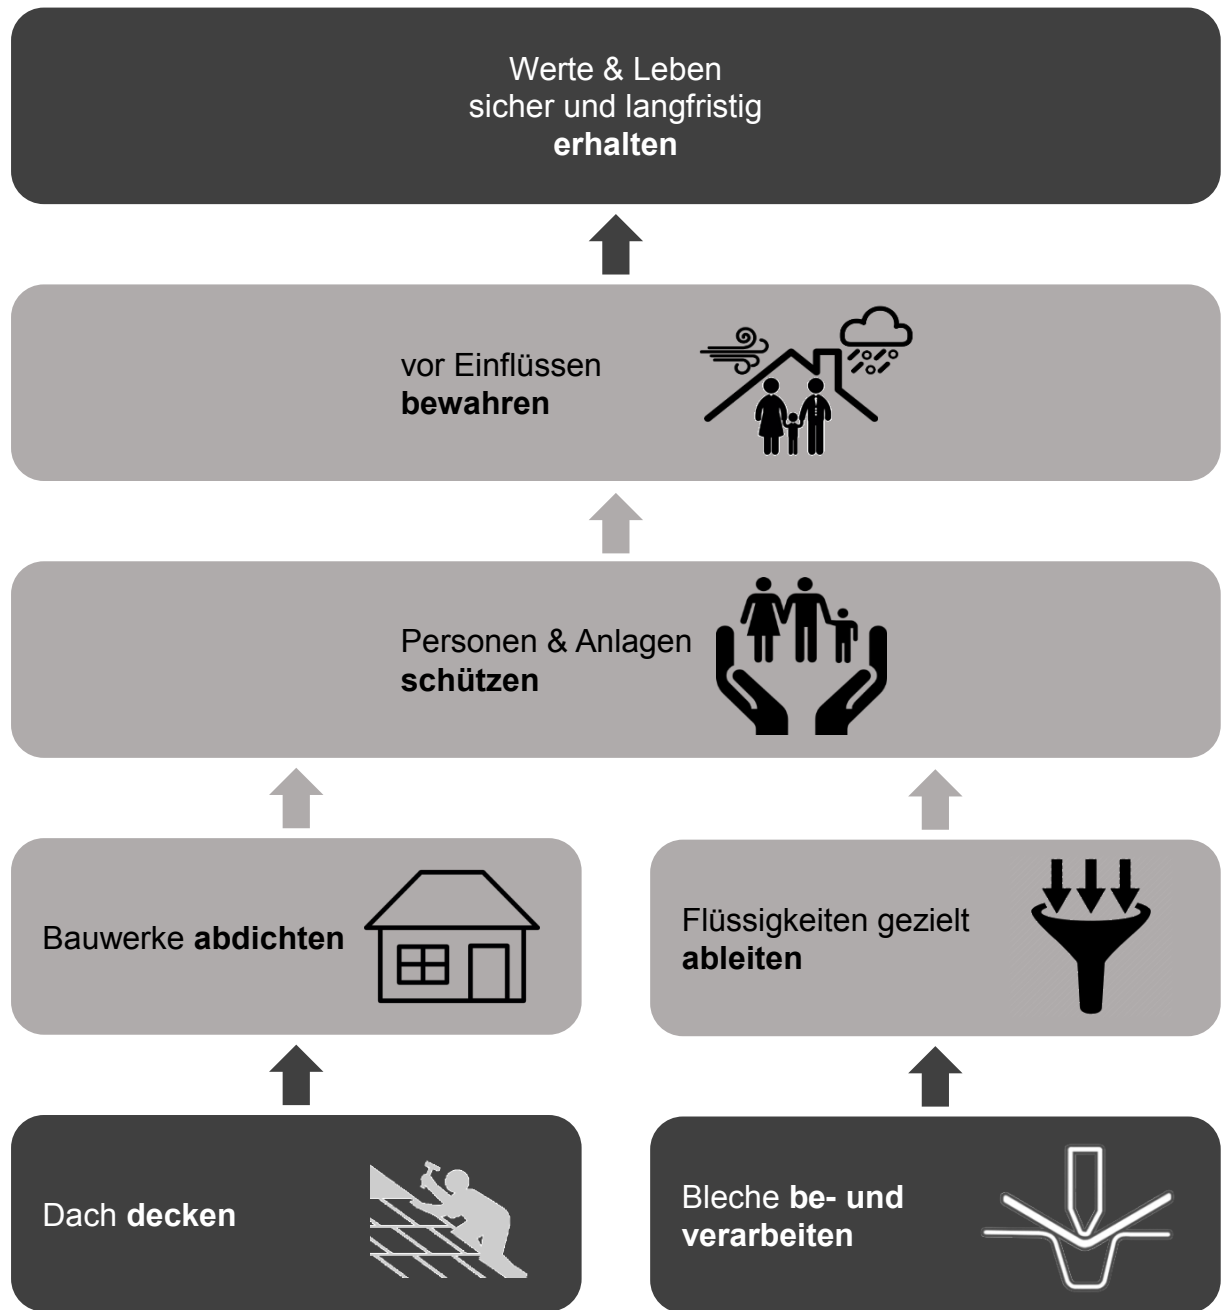 Werte & Leben
sicher und langfristig
erhalten
vor Einflüssen
bewahren
Personen & Anlagen
schützen
Bauwerke abdichten
Flüssigkeiten gezielt
ableiten
Dach decken
Bleche be- und
verarbeiten